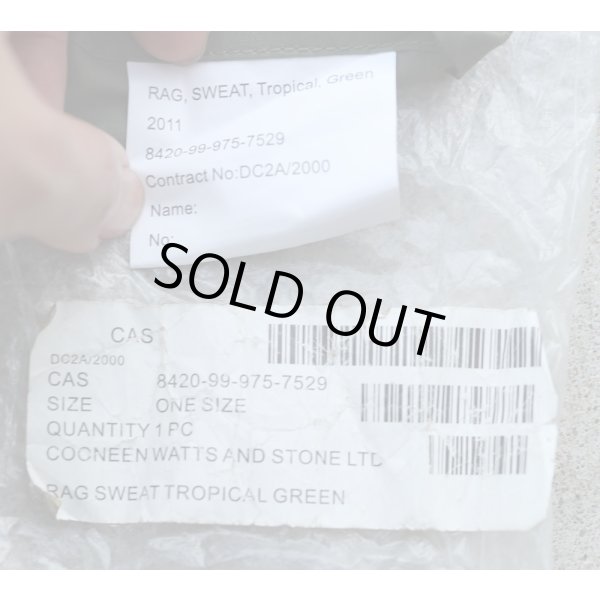 RAG, SWEAT, Tropical. Green
2011
8420-99-975-7529
Contract No:DC2A/2000
Name:
No:
SOLD OUT
CAS
DC2A/2000
CAS 8420-99-975-7529
SIZE ONE SIZE
QUANTITY 1 PC
COCNEEN WATTS AND STONE LTD
RAG SWEAT TROPICAL GREEN